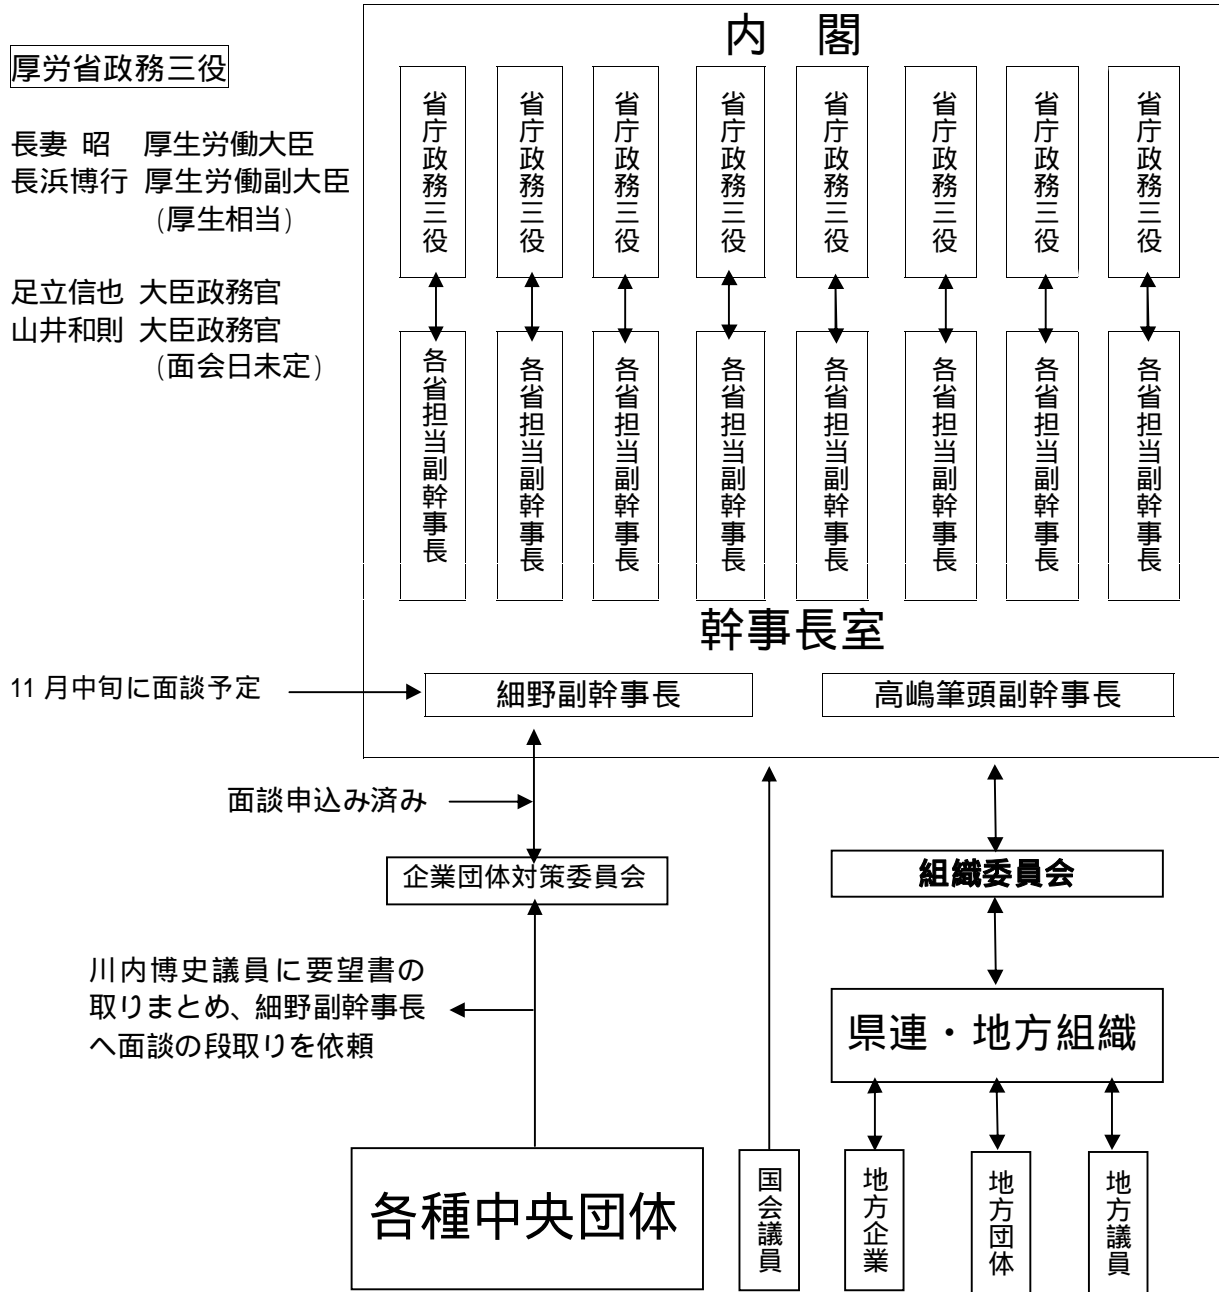 内 閣
厚労省政務三役
長妻 昭 厚生労働大臣
長浜博行 厚生労働副大臣
(厚生相当)
足立信也 大臣政務官
山井和則 大臣政務官
(面会日未定)
省庁政務三役
省庁政務三役
省庁政務三役
省庁政務三役
省庁政務三役
省庁政務三役
省庁政務三役
省庁政務三役
各省担当副幹事長
各省担当副幹事長
各省担当副幹事長
各省担当副幹事長
各省担当副幹事長
各省担当副幹事長
各省担当副幹事長
各省担当副幹事長
幹事長室
11月中旬に面談予定
細野副幹事長
高嶋筆頭副幹事長
面談申込み済み
企業団体対策委員会
組織委員会
川内博史議員に要望書の
取りまとめ、細野副幹事長
へ面談の段取りを依頼
県連・地方組織
各種中央団体
国会議員
地方企業
地方団体
地方議員